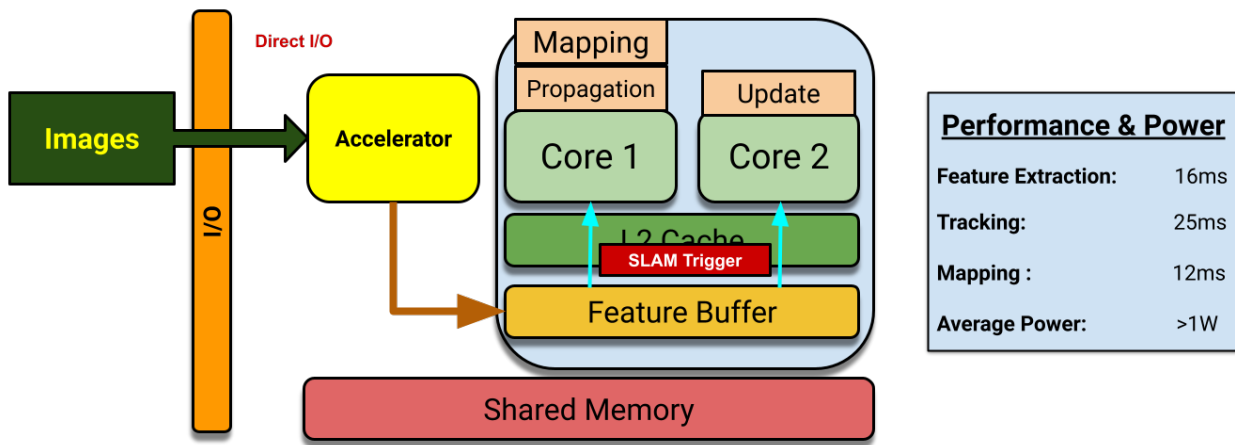 Direct I/O
Images
I/O
Accelerator
Mapping
Propagation
Core 1
Update
Core 2
L2 Cache
SLAM Trigger
Feature Buffer
Shared Memory
Performance & Power
Feature Extraction: 16ms
Tracking: 25ms
Mapping : 12ms
Average Power: >1W